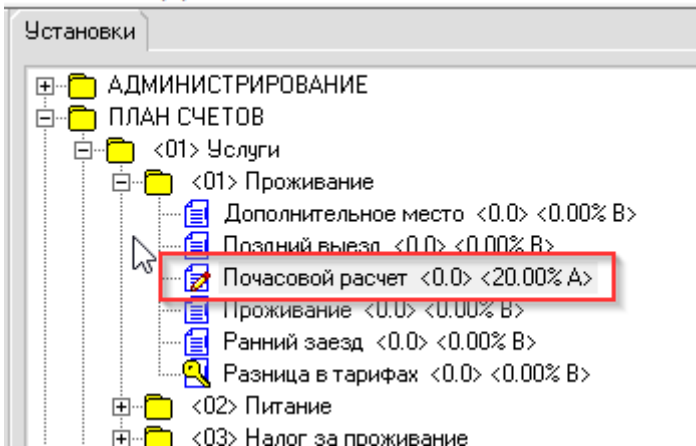 Установки
АДМИНИСТРИРОВАНИЕ
ПЛАН СЧЕТОВ
<01> Услуги
<01> Проживание
Дополнительное место <0.0> <0.00% B>
Поздний выезд <0.0> <0.00% B>
Почасовой расчет <0.0> <20.00% A>
Проживание <0.0> <0.00% B>
Ранний заезд <0.0> <0.00% B>
Разница в тарифах <0.0> <0.00% B>
<02> Питание
<03> Налог за проживание